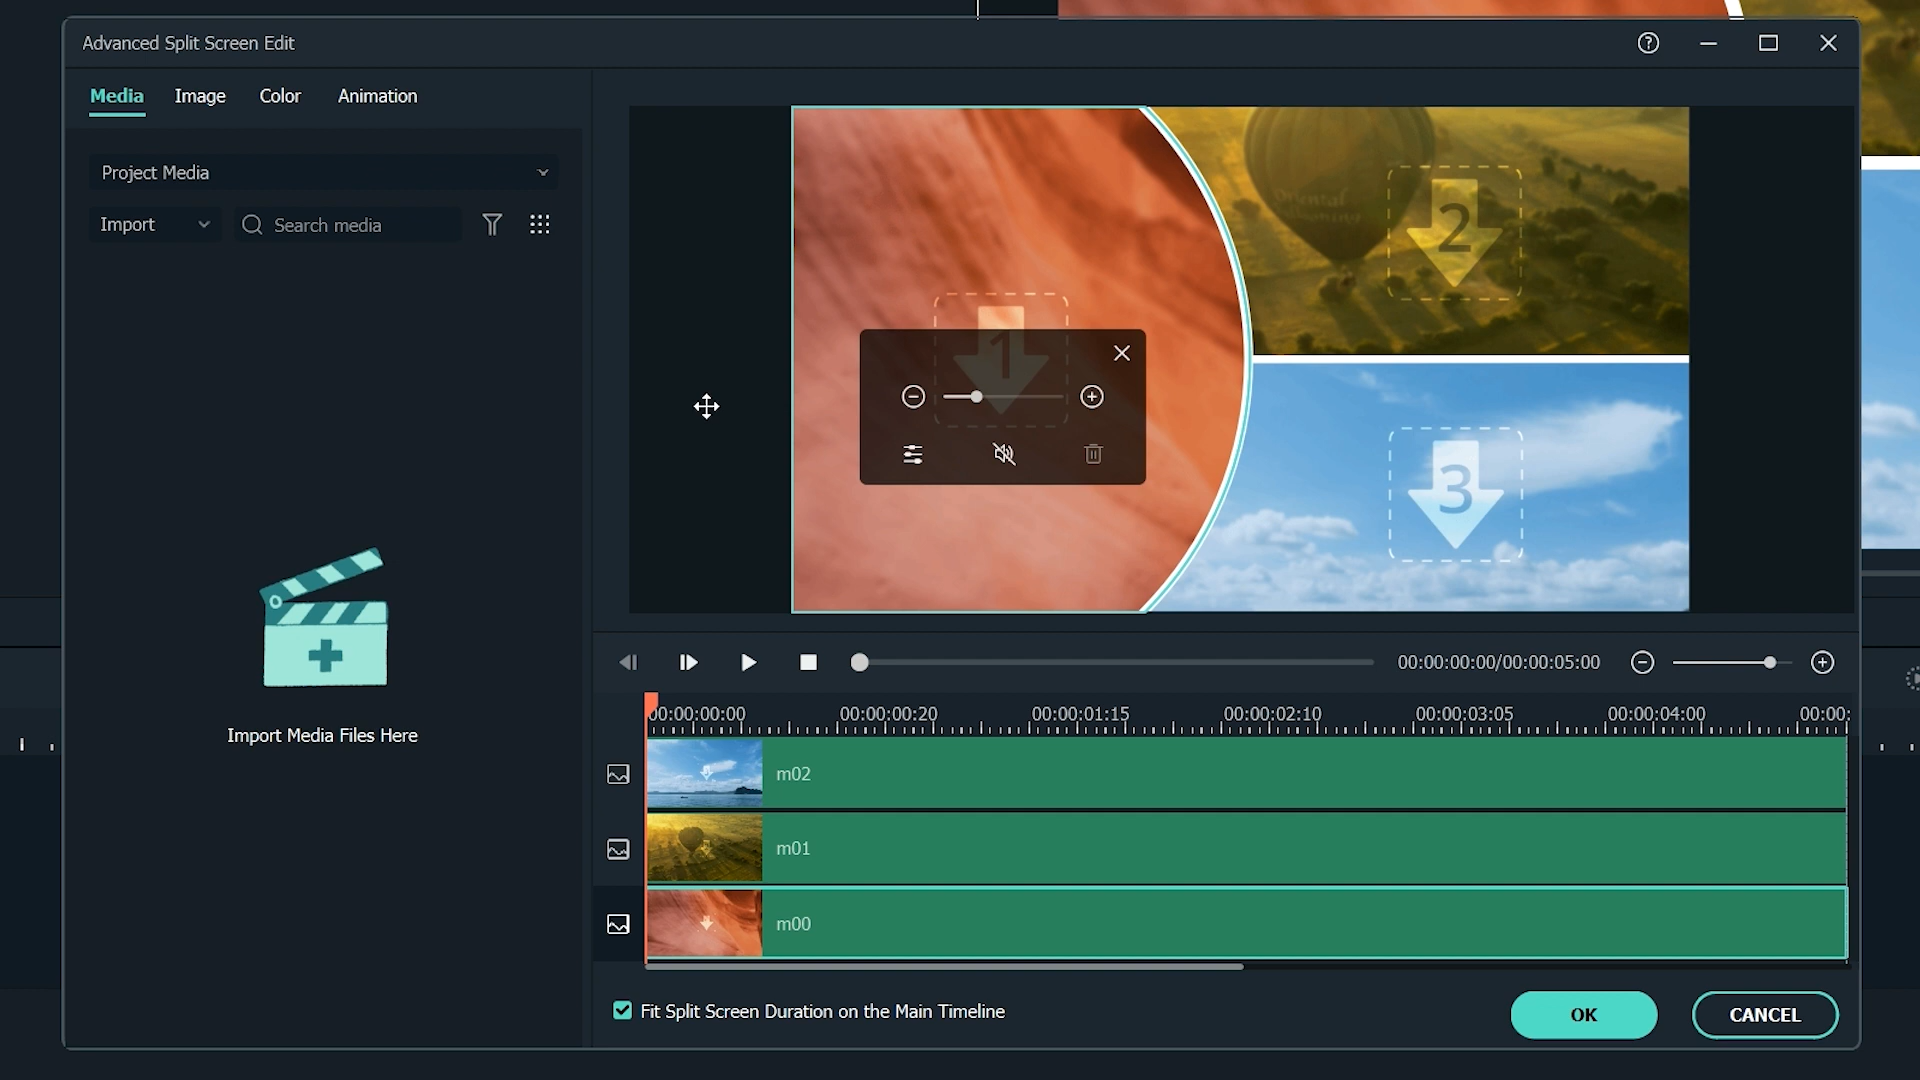 Advanced Split Screen Edit
Media
Image
Color
Animation
Project Media
Import
Search media
Import Media Files Here
1
2
3
00:00:00:00/00:00:05:00
00:00:00:00
00:00:00:20
00:00:01:15
00:00:02:10
00:00:03:05
00:00:04:00
00:00:
m02
m01
m00
Fit Split Screen Duration on the Main Timeline
OK
CANCEL